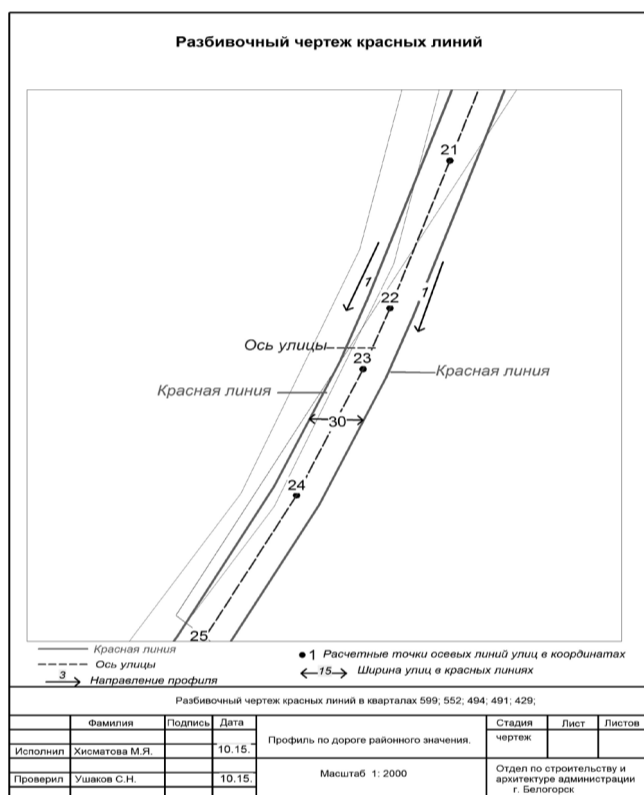 Разбивочный чертеж красных линий
21
1
1
22
Ось улицы
23
Красная линия
Красная линия
30
24
25
Красная линия
Ось улицы
3
Направление профиля
1 Расчетные точки осевых линий улиц в координатах
15 Ширина улиц в красных линиях
Разбивочный чертеж красных линий в кварталах 599; 552; 494; 491; 429;
Фамилия Подпись Дата
Исполнил Хисматова М.Я. 10.15.
Проверил Ушаков С.Н. 10.15.
Профиль по дороге районного значения.
Масштаб 1: 2000
Стадия Лист Листов
чертеж
Отдел по строительству и
архитектуре администрации
г. Белогорск